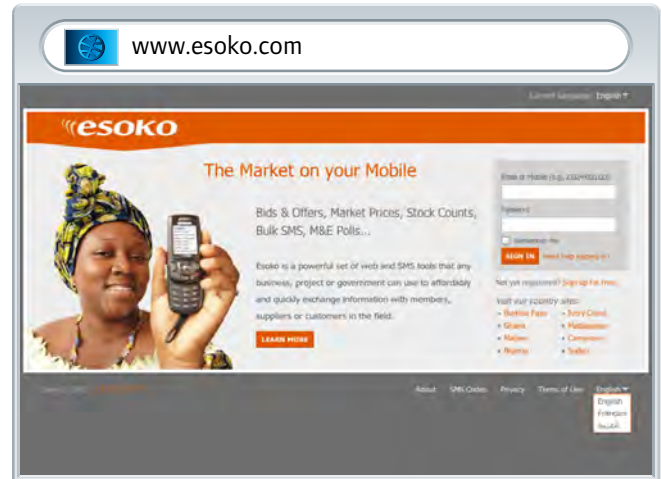 www.esoko.com
Current Language: English
esoko
The Market on your Mobile
Bids & Offers, Market Prices, Stock Counts,
Bulk SMS, M&E Polls...
Esoko is a powerful set of web and SMS tools that any
business, project or government can use to affordably
and quickly exchange information with members,
suppliers or customers in the field.
LEARN MORE
Email or Mobile (e.g.
Password
Remember me
SIGN IN Need help signing in?
Not yet registered? Sign up for free.
Visit our country sites:
• Burkina Faso • Ivory Coast
• Ghana • Madagascar
• Malawi
• Nigeria • Sudan
About SMS Codes Privacy Terms of Use English
English
Français